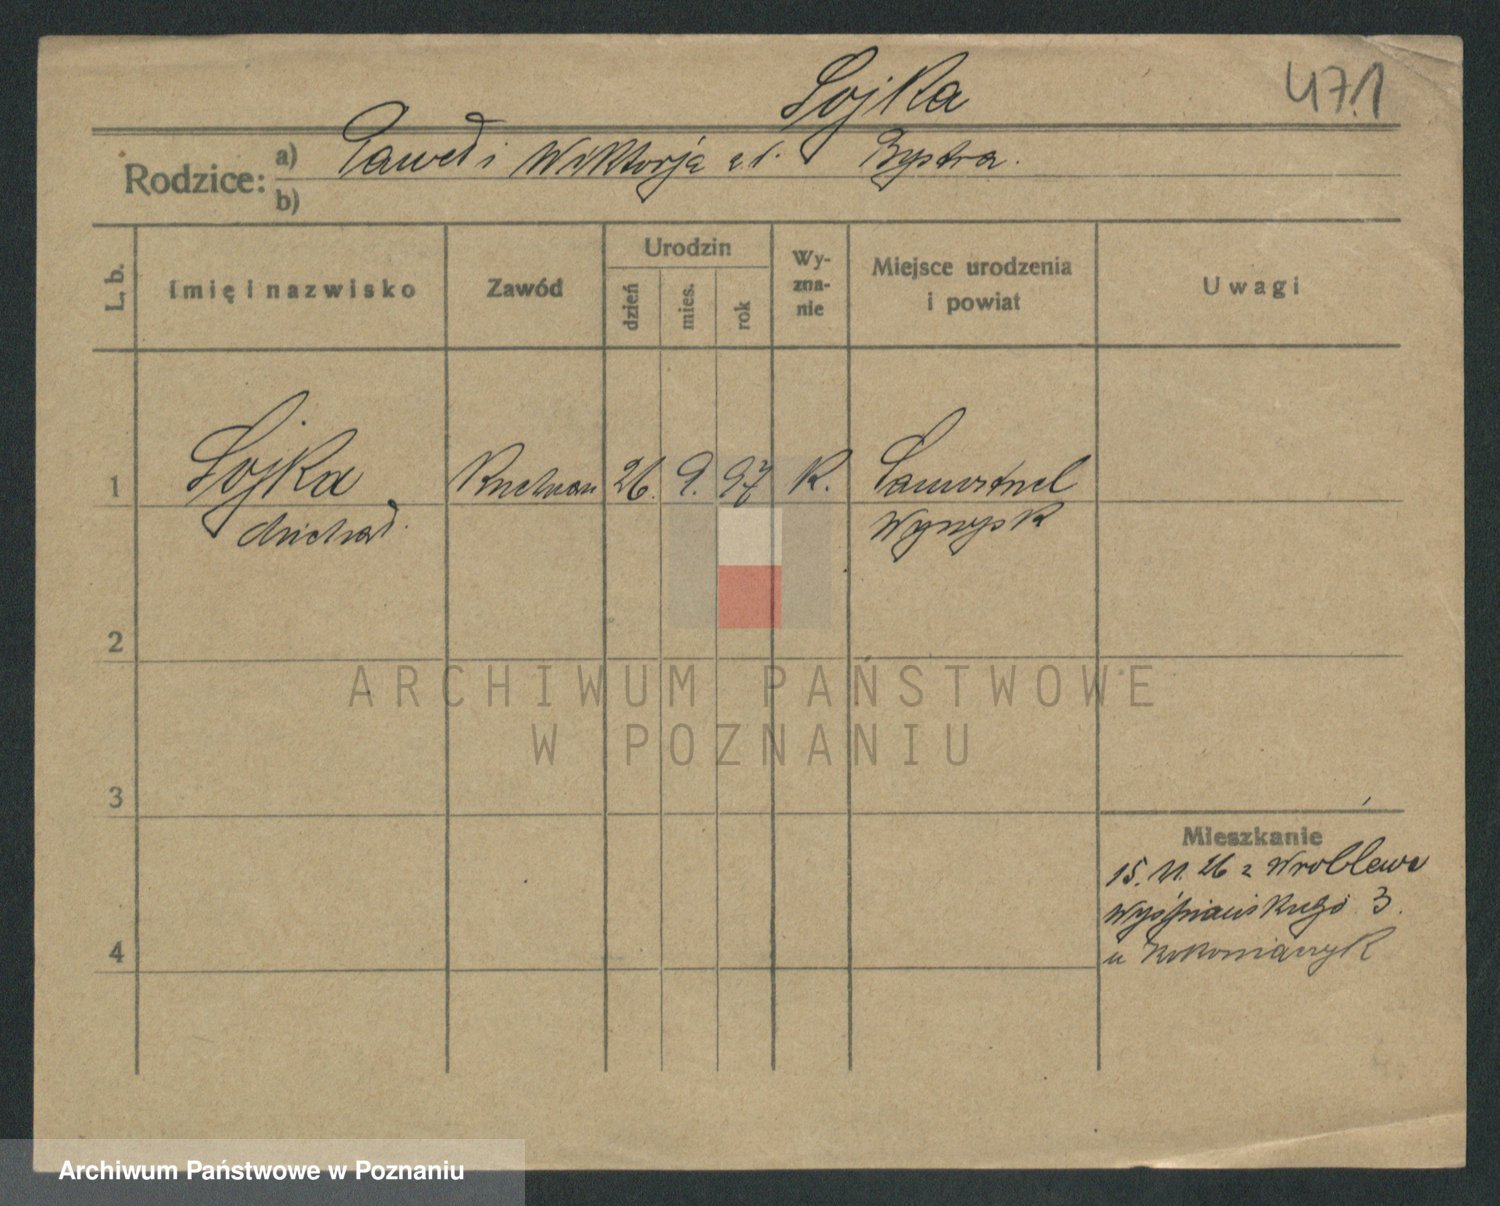 Sojka
471
Rodzice: a) Paweł i Wiktorja z d. Bystra.
b)
L. b.
Imię i nazwisko
Zawód
Urodzin
dzień
mies.
rok
Wy-
zna-
nie
Miejsce urodzenia
i powiat
Uwagi
1 Sojka 26. 9. 97 R.
Michał.
Wyrzysk
2
3
4
Mieszkanie
15. 11. 26 z
3.
u
ARCHIWUM PAŃSTWOWE
W POZNANIU
Archiwum Państwowe w Poznaniu